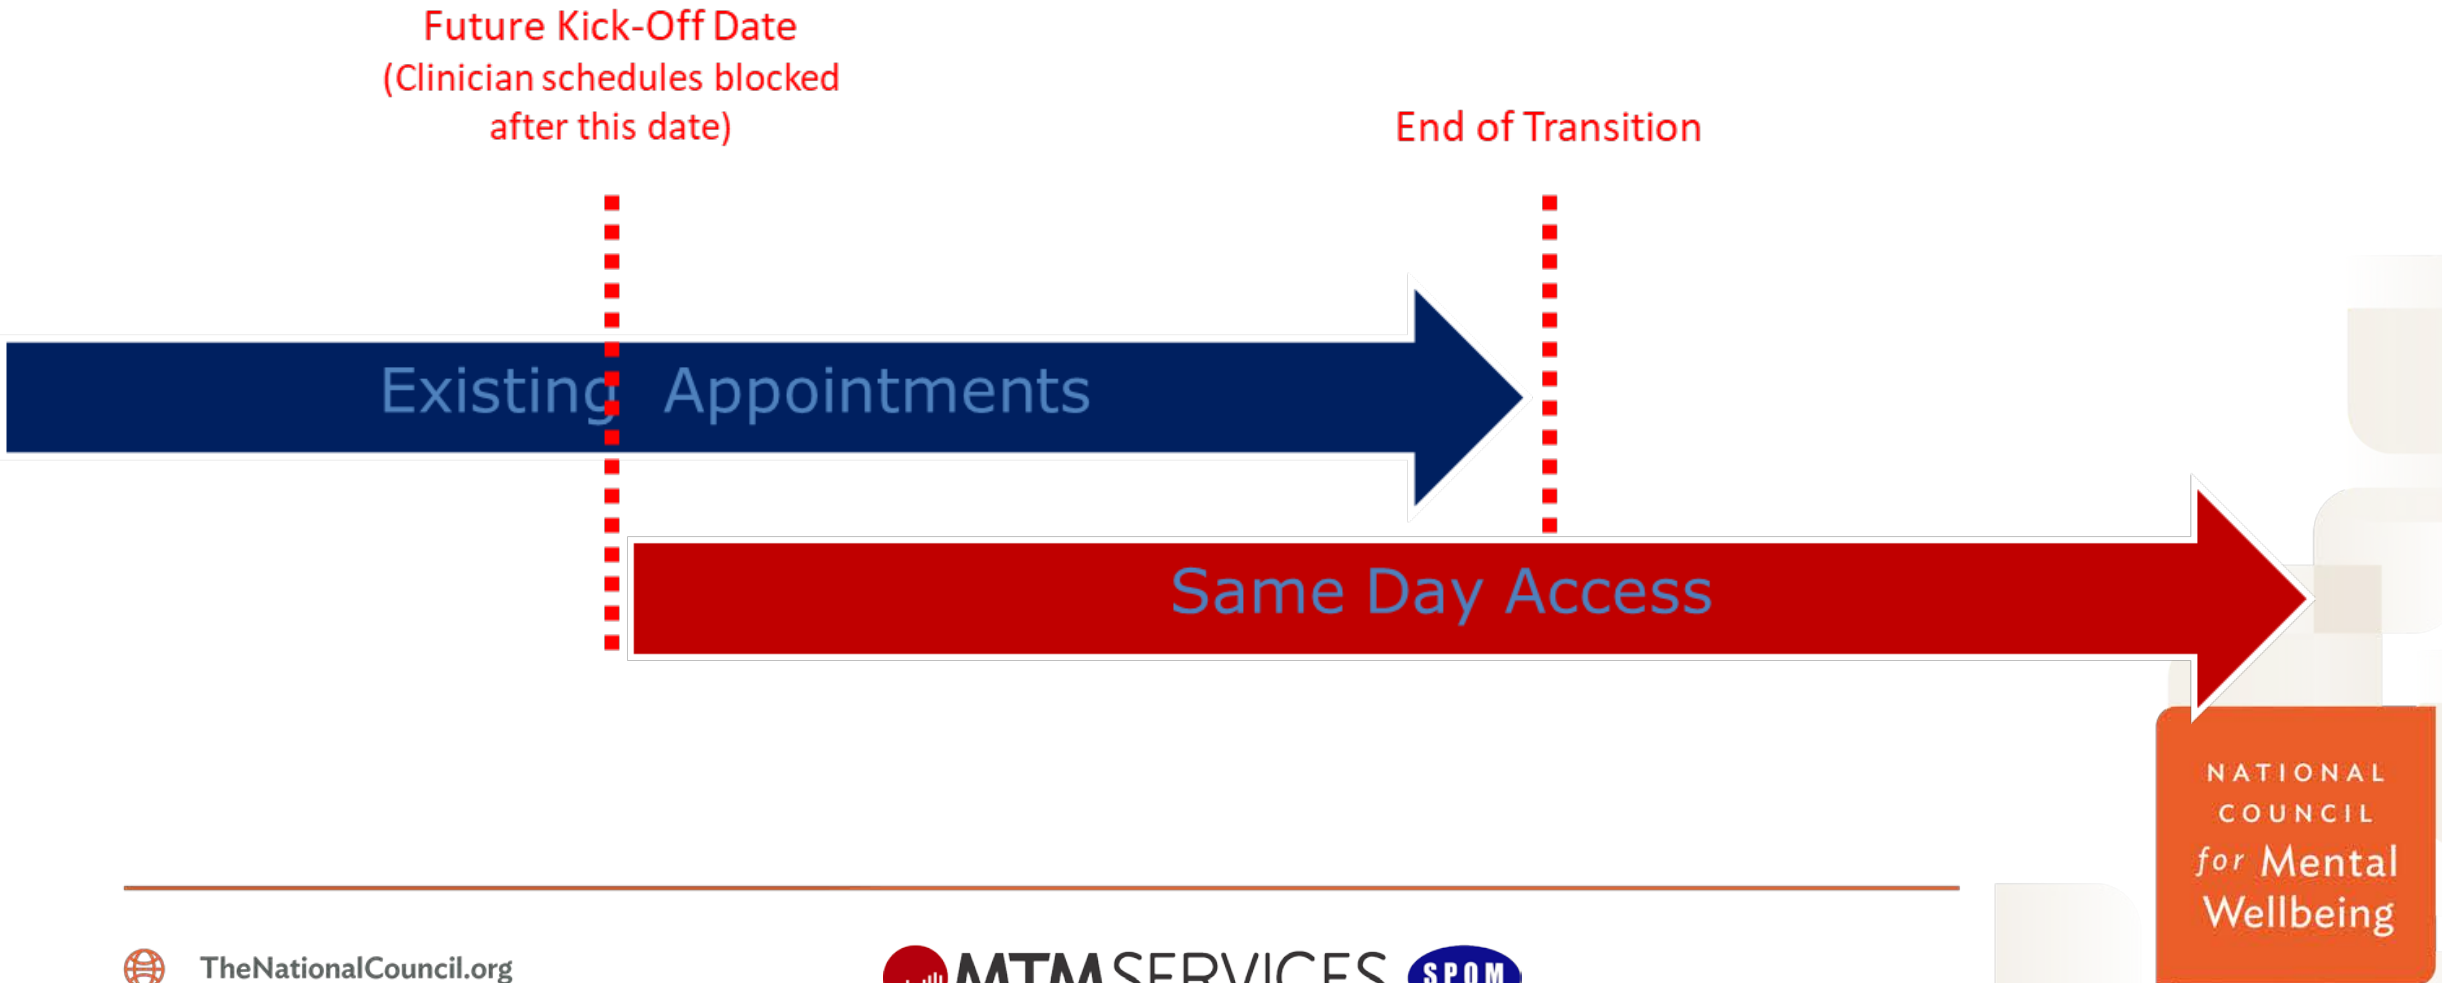 Future Kick-Off Date
(Clinician schedules blocked
after this date)
End of Transition
Existing Appointments
Same Day Access
NATIONAL
COUNCIL
for Mental
Wellbeing
TheNationalCouncil.org
MTM SERVICES
SPQM